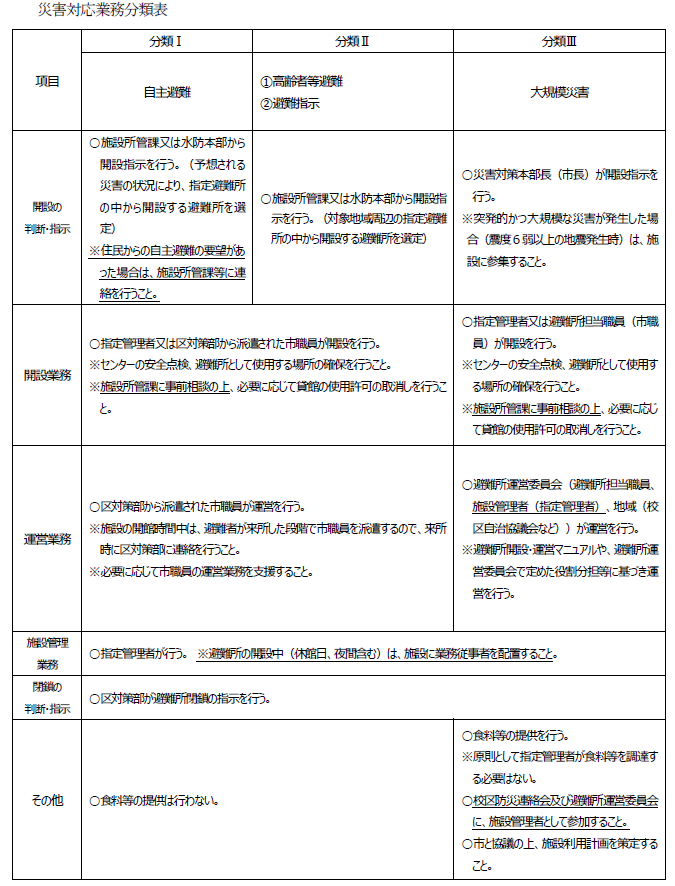 災害対応業務分類表
項目
分類Ⅰ
分類Ⅱ
分類Ⅲ
自主避難
①高齢者等避難
②避難指示
大規模災害
開設の
判断・指示
○施設所管課又は水防本部から
開設指示を行う。（予想される
災害の状況により、指定避難所
の中から開設する避難所を選
定）
※住民からの自主避難の要望があ
った場合は、施設所管課等に連
絡を行うこと。
○施設所管課又は水防本部から開設指
示を行う。（対象地域周辺の指定避難
所の中から開設する避難所を選定）
○災害対策本部長（市長）が開設指示を
行う。
※突発的かつ大規模な災害が発生した場
合（震度６弱以上の地震発生時）は、施
設に参集すること。
開設業務
○指定管理者又は区対策部から派遣された市職員が開設を行う。
※センターの安全点検、避難所として使用する場所の確保を行うこと。
※施設所管課に事前相談の上、必要に応じて貸館の使用許可の取消しを行うこ
と。
○指定管理者又は避難所担当職員（市職
員）が開設を行う。
※センターの安全点検、避難所として使用す
る場所の確保を行うこと。
※施設所管課に事前相談の上、必要に応じ
て貸館の使用許可の取消しを行うこと。
運営業務
○区対策部から派遣された市職員が運営を行う。
※施設の開館時間中は、避難者が来所した段階で市職員を派遣するので、来所
時に区対策部に連絡を行うこと。
※必要に応じて市職員の運営業務を支援すること。
○避難所運営委員会（避難所担当職員、
施設管理者（指定管理者）、地域（校
区自治協議会など））が運営を行う。
※避難所開設・運営マニュアルや、避難所運
営委員会で定めた役割分担等に基づき運
営を行う。
施設管理
業務
○指定管理者が行う。 ※避難所の開設中（休館日、夜間含む）は、施設に業務従事者を配置すること。
閉鎖の
判断・指示
○区対策部が避難所閉鎖の指示を行う。
その他
○食料等の提供は行わない。
○食料等の提供を行う。
※原則として指定管理者が食料等を調達す
る必要はない。
○校区防災連絡会及び避難所運営委員会
に、施設管理者として参加すること。
○市と協議の上、施設利用計画を策定する
こと。